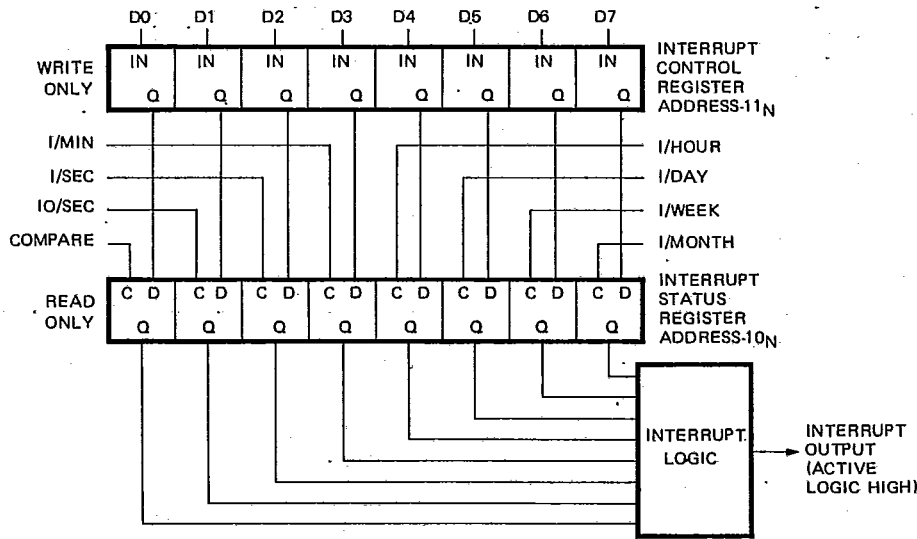 D0 D1 D2 D3 D4 D5 D6 D7
WRITE
ONLY
IN IN IN IN IN IN IN IN
Q Q Q Q Q Q Q Q
INTERRUPT
CONTROL
REGISTER
ADDRESS-11N
I/MIN
I/SEC
IO/SEC
COMPARE
I/HOUR
I/DAY
I/WEEK
I/MONTH
READ
ONLY
C D C D C D C D C D C D C D C D
Q Q Q Q Q Q Q Q
INTERRUPT
STATUS
REGISTER
ADDRESS-10N
INTERRUPT
LOGIC
INTERRUPT
OUTPUT
(ACTIVE
LOGIC HIGH)